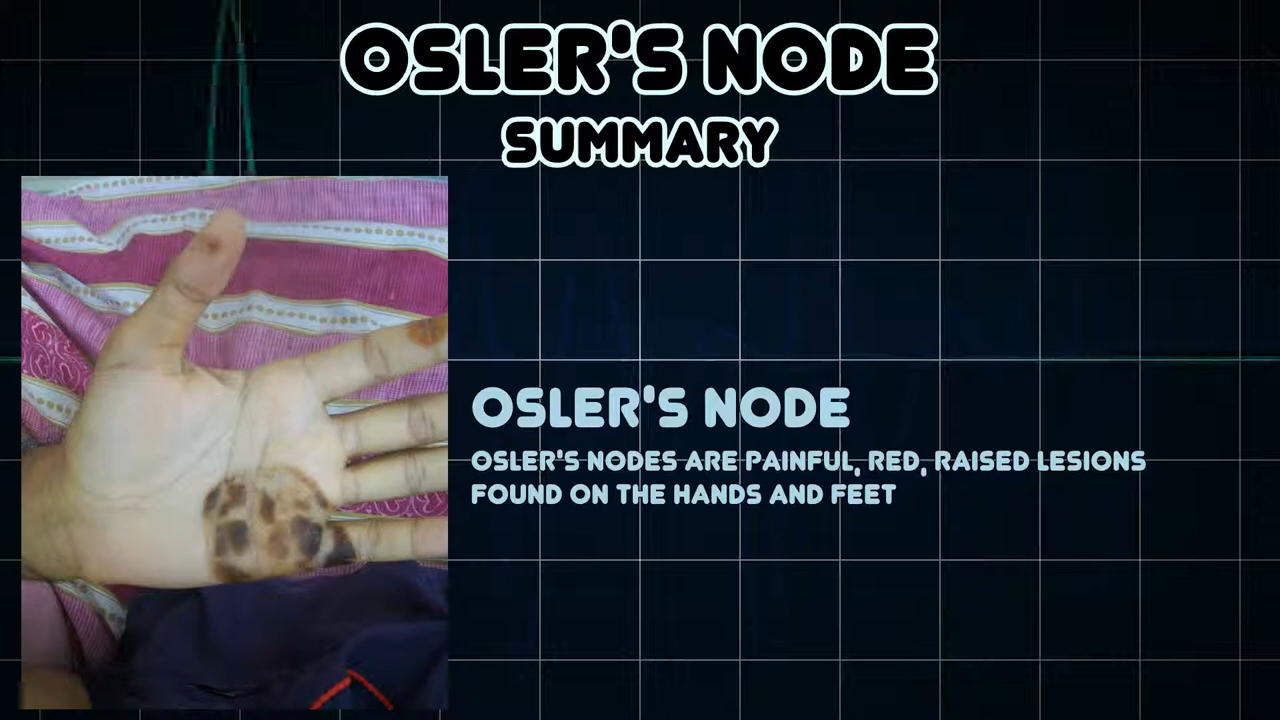 OSLER'S NODE
SUMMARY
OSLER'S NODE
OSLER'S NODES ARE PAINFUL, RED, RAISED LESIONS
FOUND ON THE HANDS AND FEET